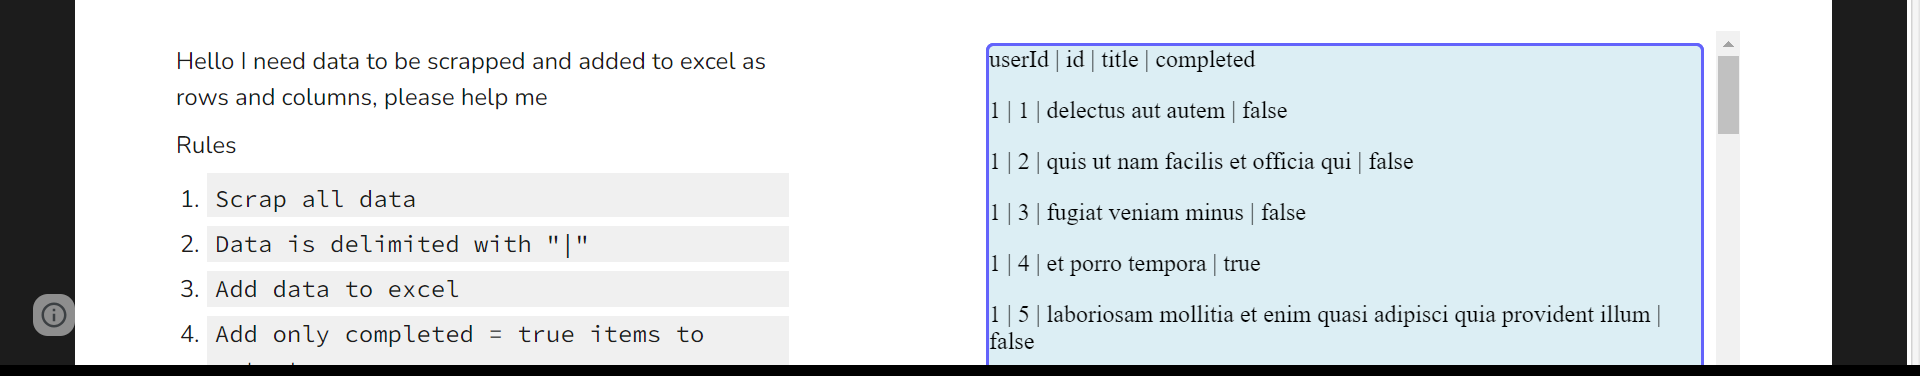 Hello I need data to be scrapped and added to excel as
rows and columns, please help me
Rules
1. Scrap all data
2. Data is delimited with "|"
3. Add data to excel
4. Add only completed = true items to
userId | id | title | completed
1 | 1 | delectus aut autem | false
1 | 2 | quis ut nam facilis et officia qui | false
1 | 3 | fugiat veniam minus | false
1 | 4 | et porro tempora | true
1 | 5 | laboriosam mollitia et enim quasi adipisci quia provident illum |
false